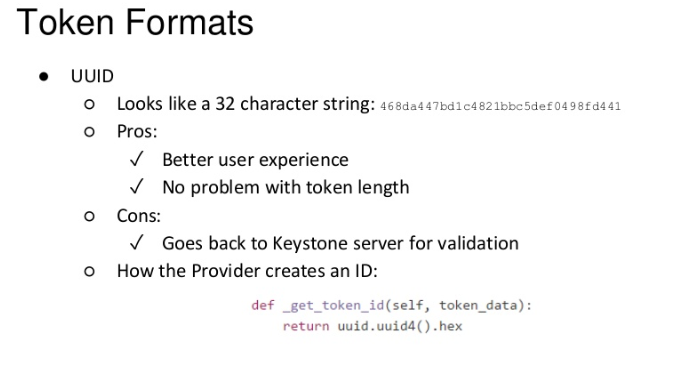 Token Formats
● UUID
○ Looks like a 32 character string: 468da447bd1c4821bbc5def0498fd441
○ Pros:
✓ Better user experience
✓ No problem with token length
○ Cons:
✓ Goes back to Keystone server for validation
○ How the Provider creates an ID:
def _get_token_id(self, token_data):
return uuid.uuid4().hex